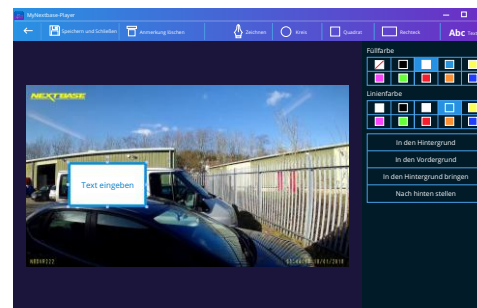 MyNextbase-Player
Speichern und Schließen
Anmerkung löschen
Zeichnen
Kreis
Quadrat
Rechteck
Abc Text
Füllfarbe
Linienfarbe
In den Hintergrund
In den Vordergrund
In den Hintergrund bringen
Nach hinten stellen
NEXTBASE
Text eingeben